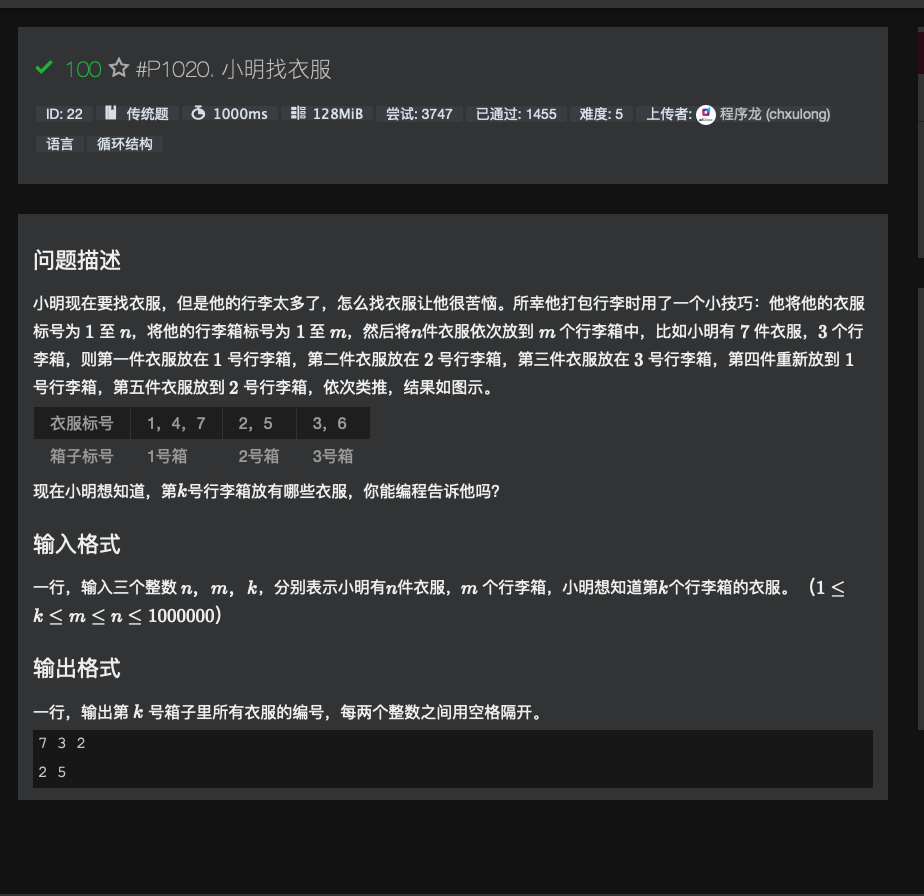 100 #P1020. 小明找衣服
ID: 22 传统题 1000ms 128MiB 尝试: 3747 已通过: 1455 难度: 5 上传者: 程序龙 (chxulong)
语言 循环结构
问题描述
小明现在要找衣服，但是他的行李太多了，怎么找衣服让他很苦恼。所幸他打包行李时用了一个小技巧：他将他的衣服
标号为 1 至 n，将他的行李箱标号为 1 至 m，然后将n件衣服依次放到 m 个行李箱中，比如小明有 7 件衣服，3 个行
李箱，则第一件衣服放在 1 号行李箱，第二件衣服放在 2 号行李箱，第三件衣服放在 3 号行李箱，第四件重新放到 1
号行李箱，第五件衣服放到 2 号行李箱，依次类推，结果如图示。
衣服标号 1，4，7 2，5 3，6
箱子标号 1号箱 2号箱 3号箱
现在小明想知道，第k号行李箱放有哪些衣服，你能编程告诉他吗?
输入格式
一行，输入三个整数 n，m，k，分别表示小明有n件衣服，m 个行李箱，小明想知道第k个行李箱的衣服。（1 ≤
k ≤ m ≤ n ≤ 1000000）
输出格式
一行，输出第 k 号箱子里所有衣服的编号，每两个整数之间用空格隔开。
7 3 2
2 5